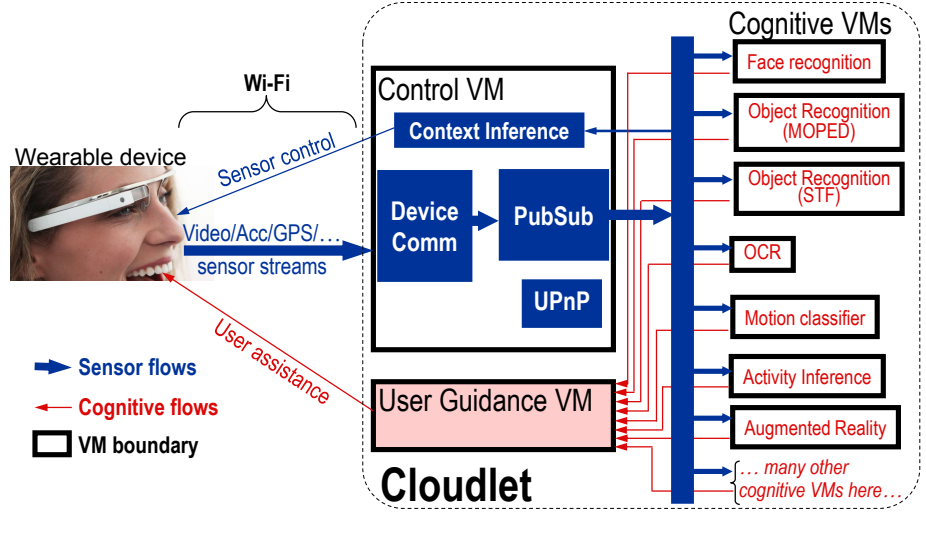 Cognitive VMs
Wi-Fi
Control VM
Face recognition
Context Inference
Object Recognition
(MOPED)
Wearable device
Sensor control
Object Recognition
(STF)
Device
Comm
PubSub
Video/Acc/GPS/…
sensor streams
OCR
UPnP
Motion classifier
User assistance
Sensor flows
Cognitive flows
VM boundary
User Guidance VM
Activity Inference
Augmented Reality
Cloudlet
… many other
cognitive VMs here…